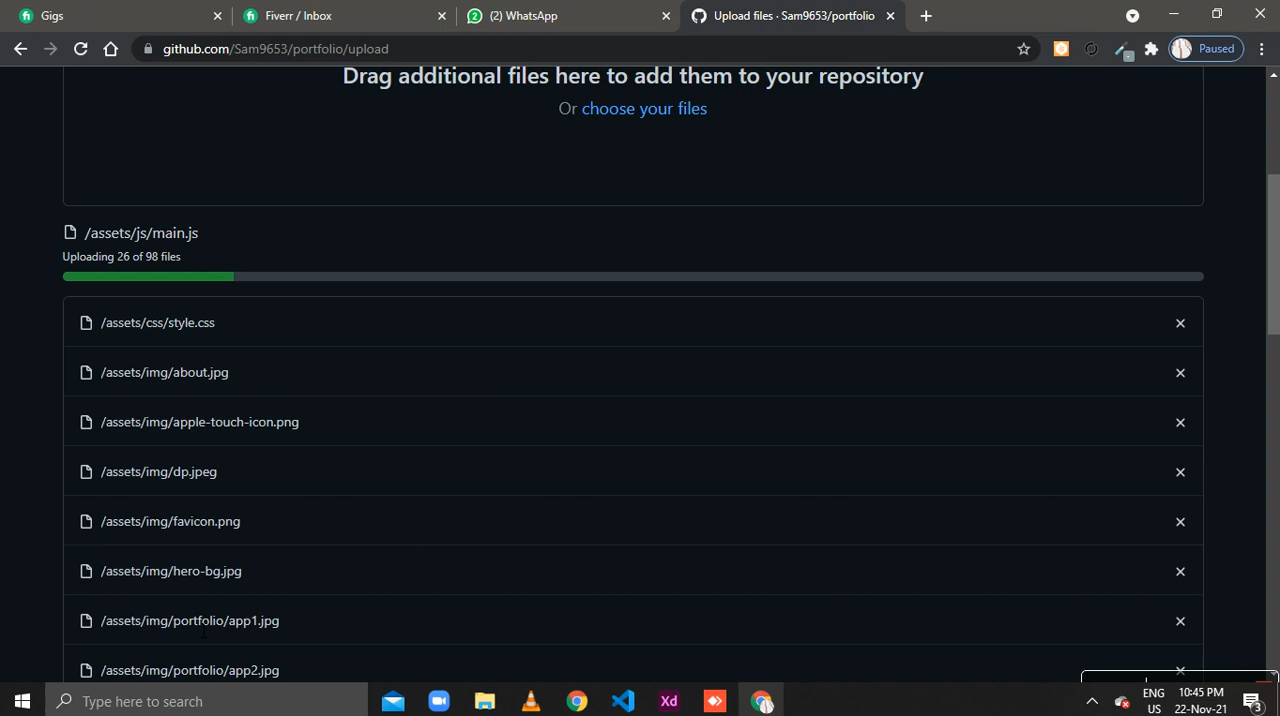 Gigs
Fiverr / Inbox
(2) WhatsApp
Upload files · Sam9653/portfolio
github.com/Sam9653/portfolio/upload
Paused
Drag additional files here to add them to your repository
Or choose your files
/assets/js/main.js
Uploading 26 of 98 files
/assets/css/style.css
/assets/img/about.jpg
/assets/img/apple-touch-icon.png
/assets/img/dp.jpeg
/assets/img/favicon.png
/assets/img/hero-bg.jpg
/assets/img/portfolio/app1.jpg
/assets/img/portfolio/app2.jpg
Type here to search
Xd
ENG
US
10:45 PM
22-Nov-21
3